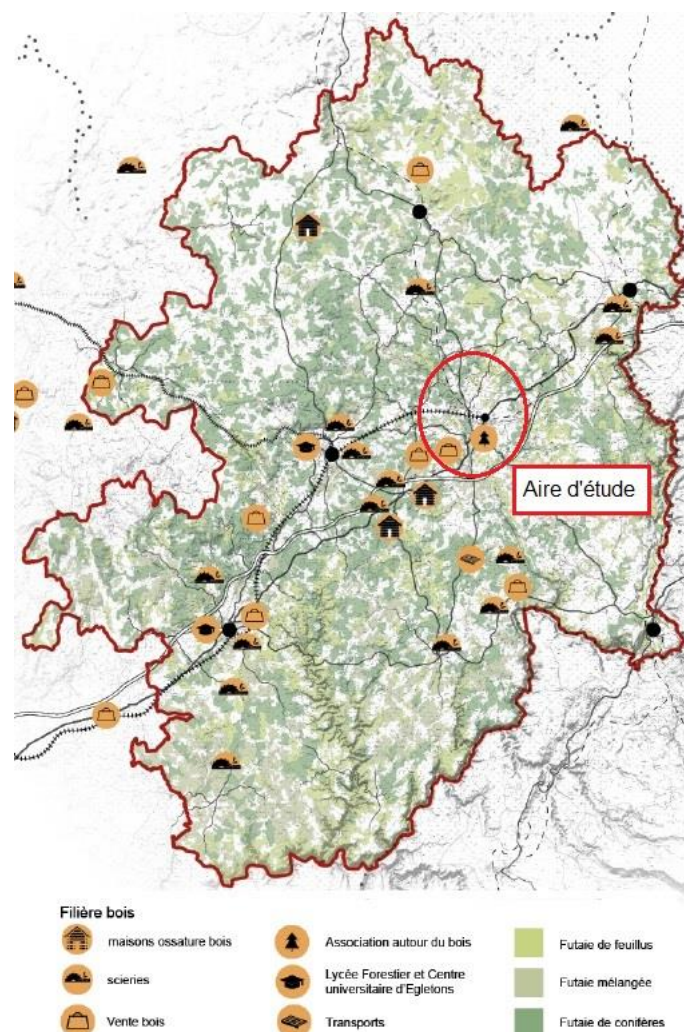 Aire d'étude
Filière bois
maisons ossature bois
Association autour du bois
Futaie de feuillus
scieries
Lycée Forestier et Centre
universitaire d'Egletons
Futaie mélangée
Vente bois
Transports
Futaie de conifères